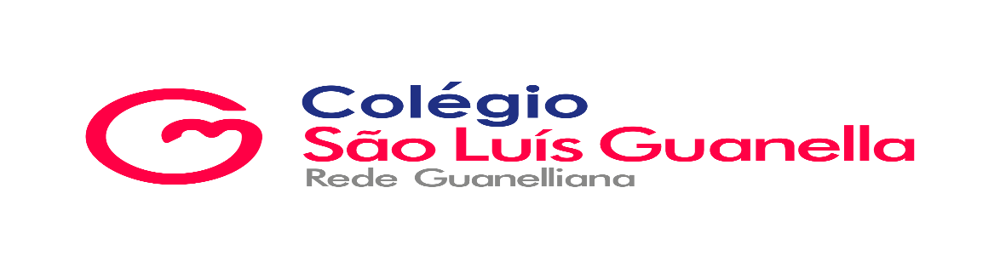 Colégio
São Luís Guanella
Rede Guanelliana